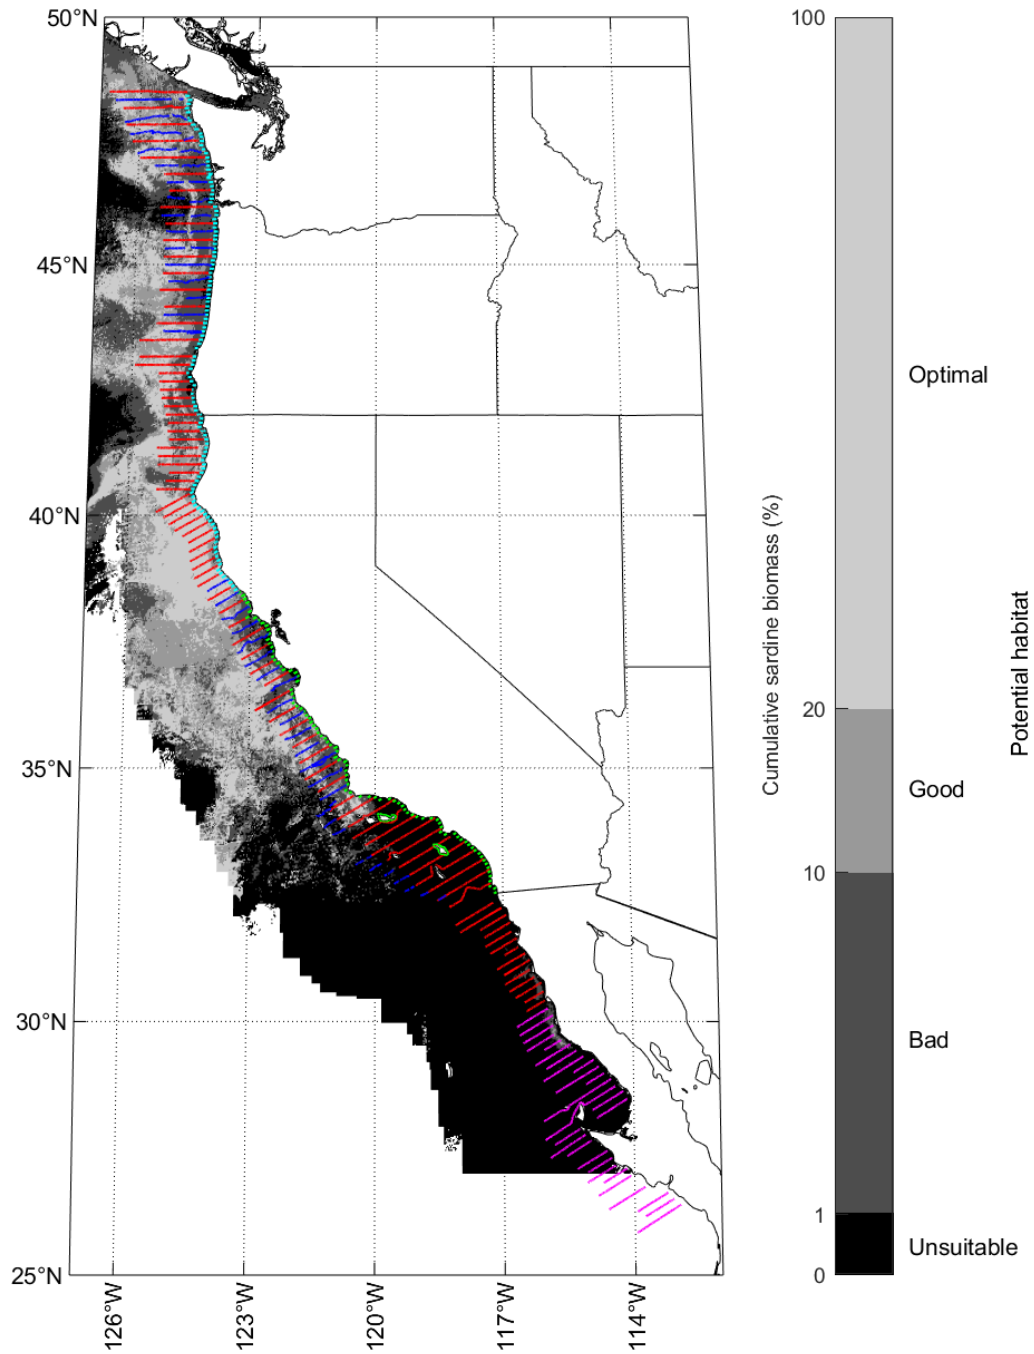 50°N
45°N
40°N
35°N
30°N
25°N
126°W
123°W
120°W
117°W
114°W
Cumulative sardine biomass (%)
100
20
10
1
0
Optimal
Good
Bad
Unsuitable
Potential habitat